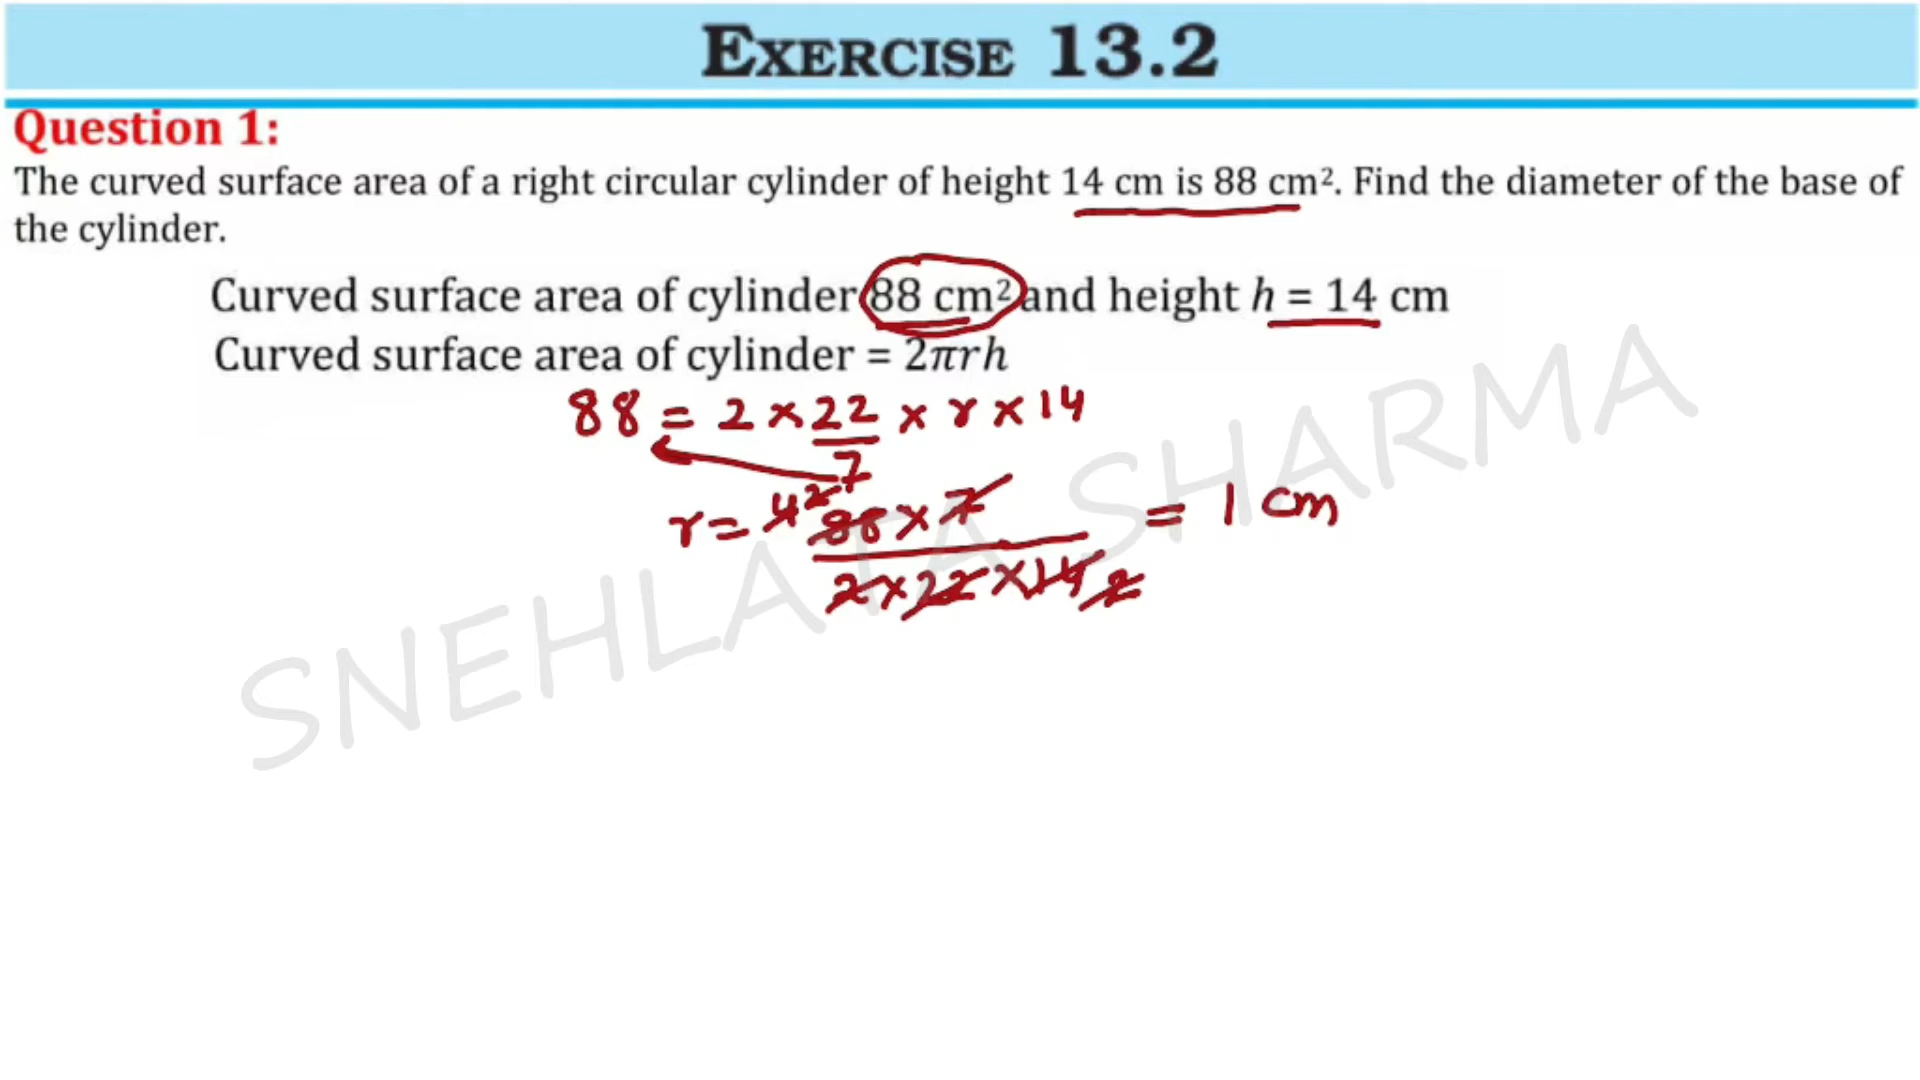 EXERCISE 13.2
Question 1:
The curved surface area of a right circular cylinder of height 14 cm is 88 cm². Find the diameter of the base of
the cylinder.
Curved surface area of cylinder 88 cm² and height h = 14 cm
Curved surface area of cylinder = 2πrh
88 = 2 × 22/7 × r × 14
r = 4 2 88 × 7 / 2 × 22 × 14 2 = 1 cm
SNEHLATA SHARMA